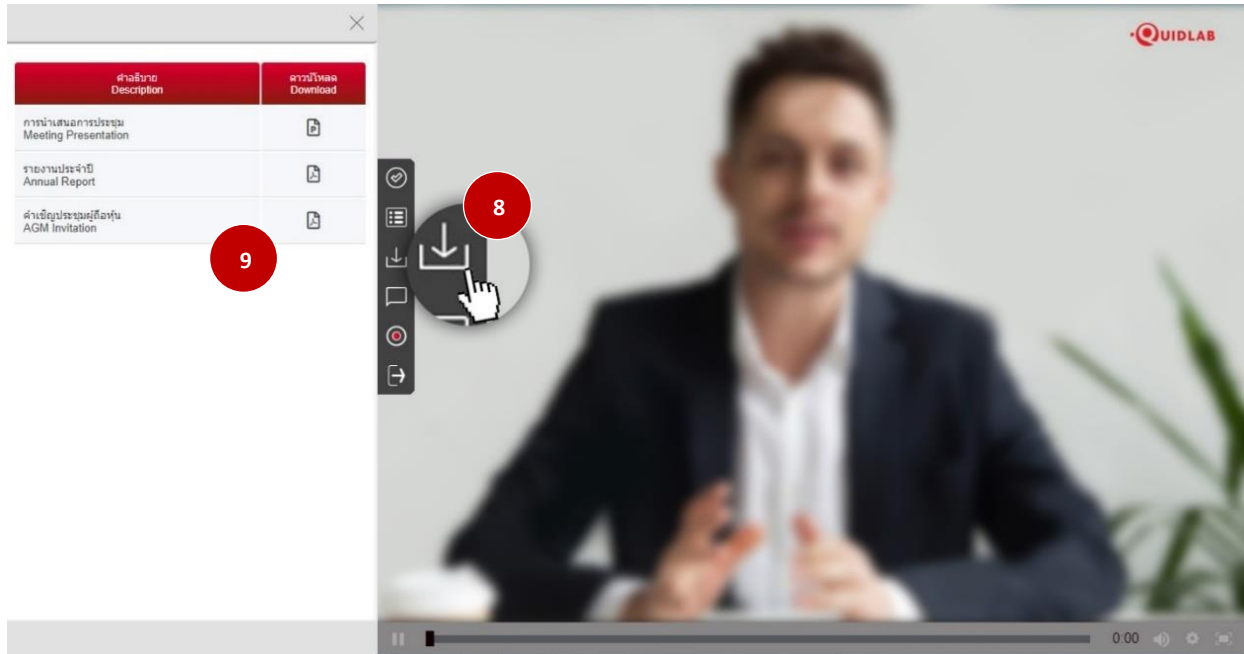 QUIDLAB
คำอธิบาย
Description
ดาวน์โหลด
Download
การนำเสนอการประชุม
Meeting Presentation
รายงานประจำปี
Annual Report
คำเชิญประชุมผู้ถือหุ้น
AGM Invitation
8
9
0:00